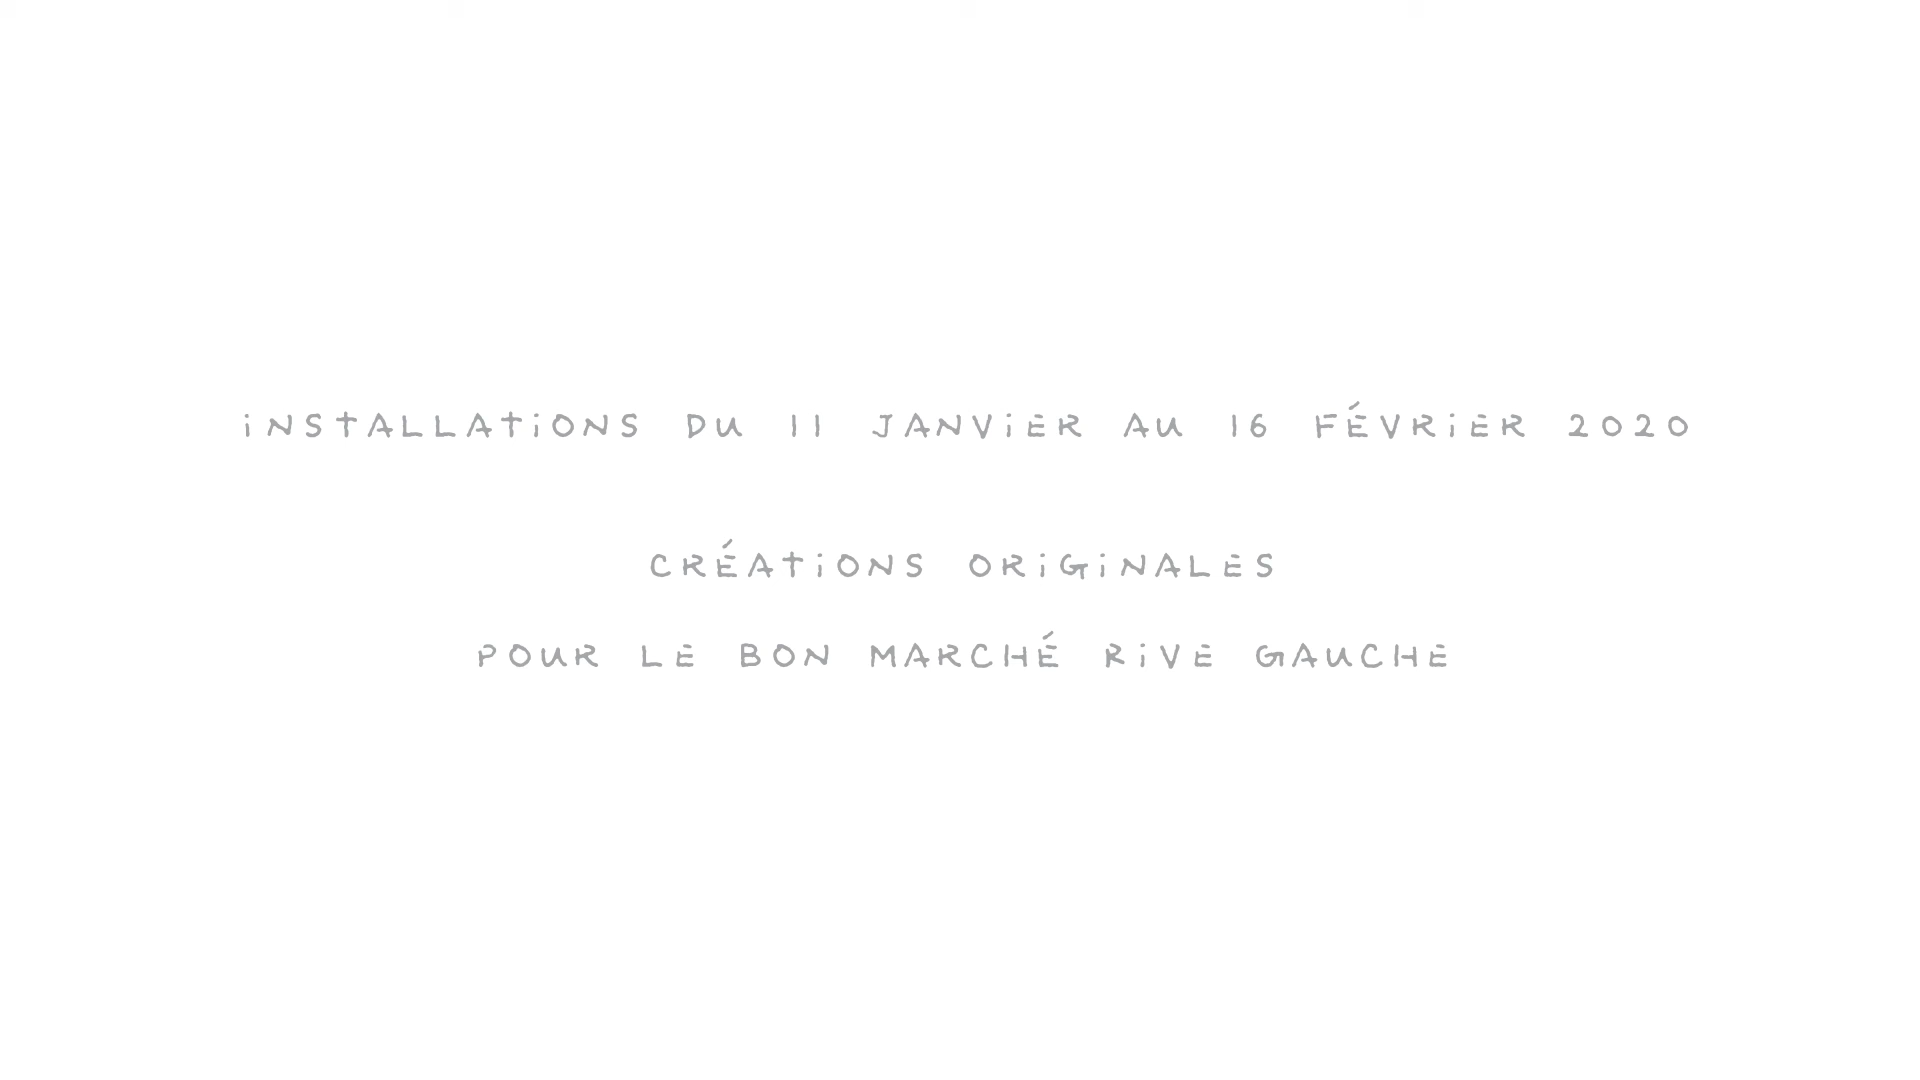 iNSTALLATiONS DU 11 JANViER AU 16 FÉVRiER 2020
CRÉATiONS ORiGiNALES
POUR LE BON MARCHÉ RiVE GAUCHE